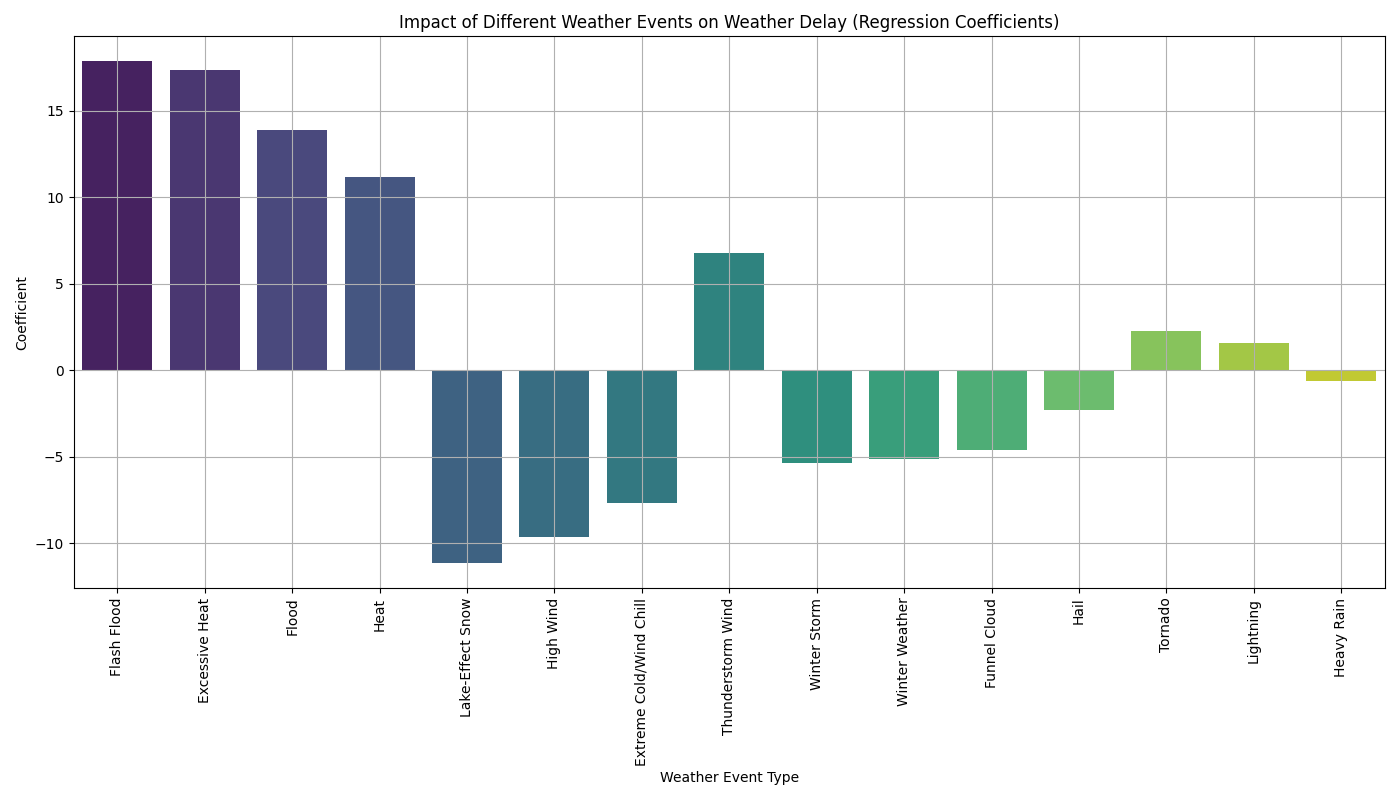 Impact of Different Weather Events on Weather Delay (Regression Coefficients)
Coefficient
15
10
5
0
−5
−10
Flash Flood
Excessive Heat
Flood
Heat
Lake-Effect Snow
High Wind
Extreme Cold/Wind Chill
Thunderstorm Wind
Winter Storm
Winter Weather
Funnel Cloud
Hail
Tornado
Lightning
Heavy Rain
Weather Event Type